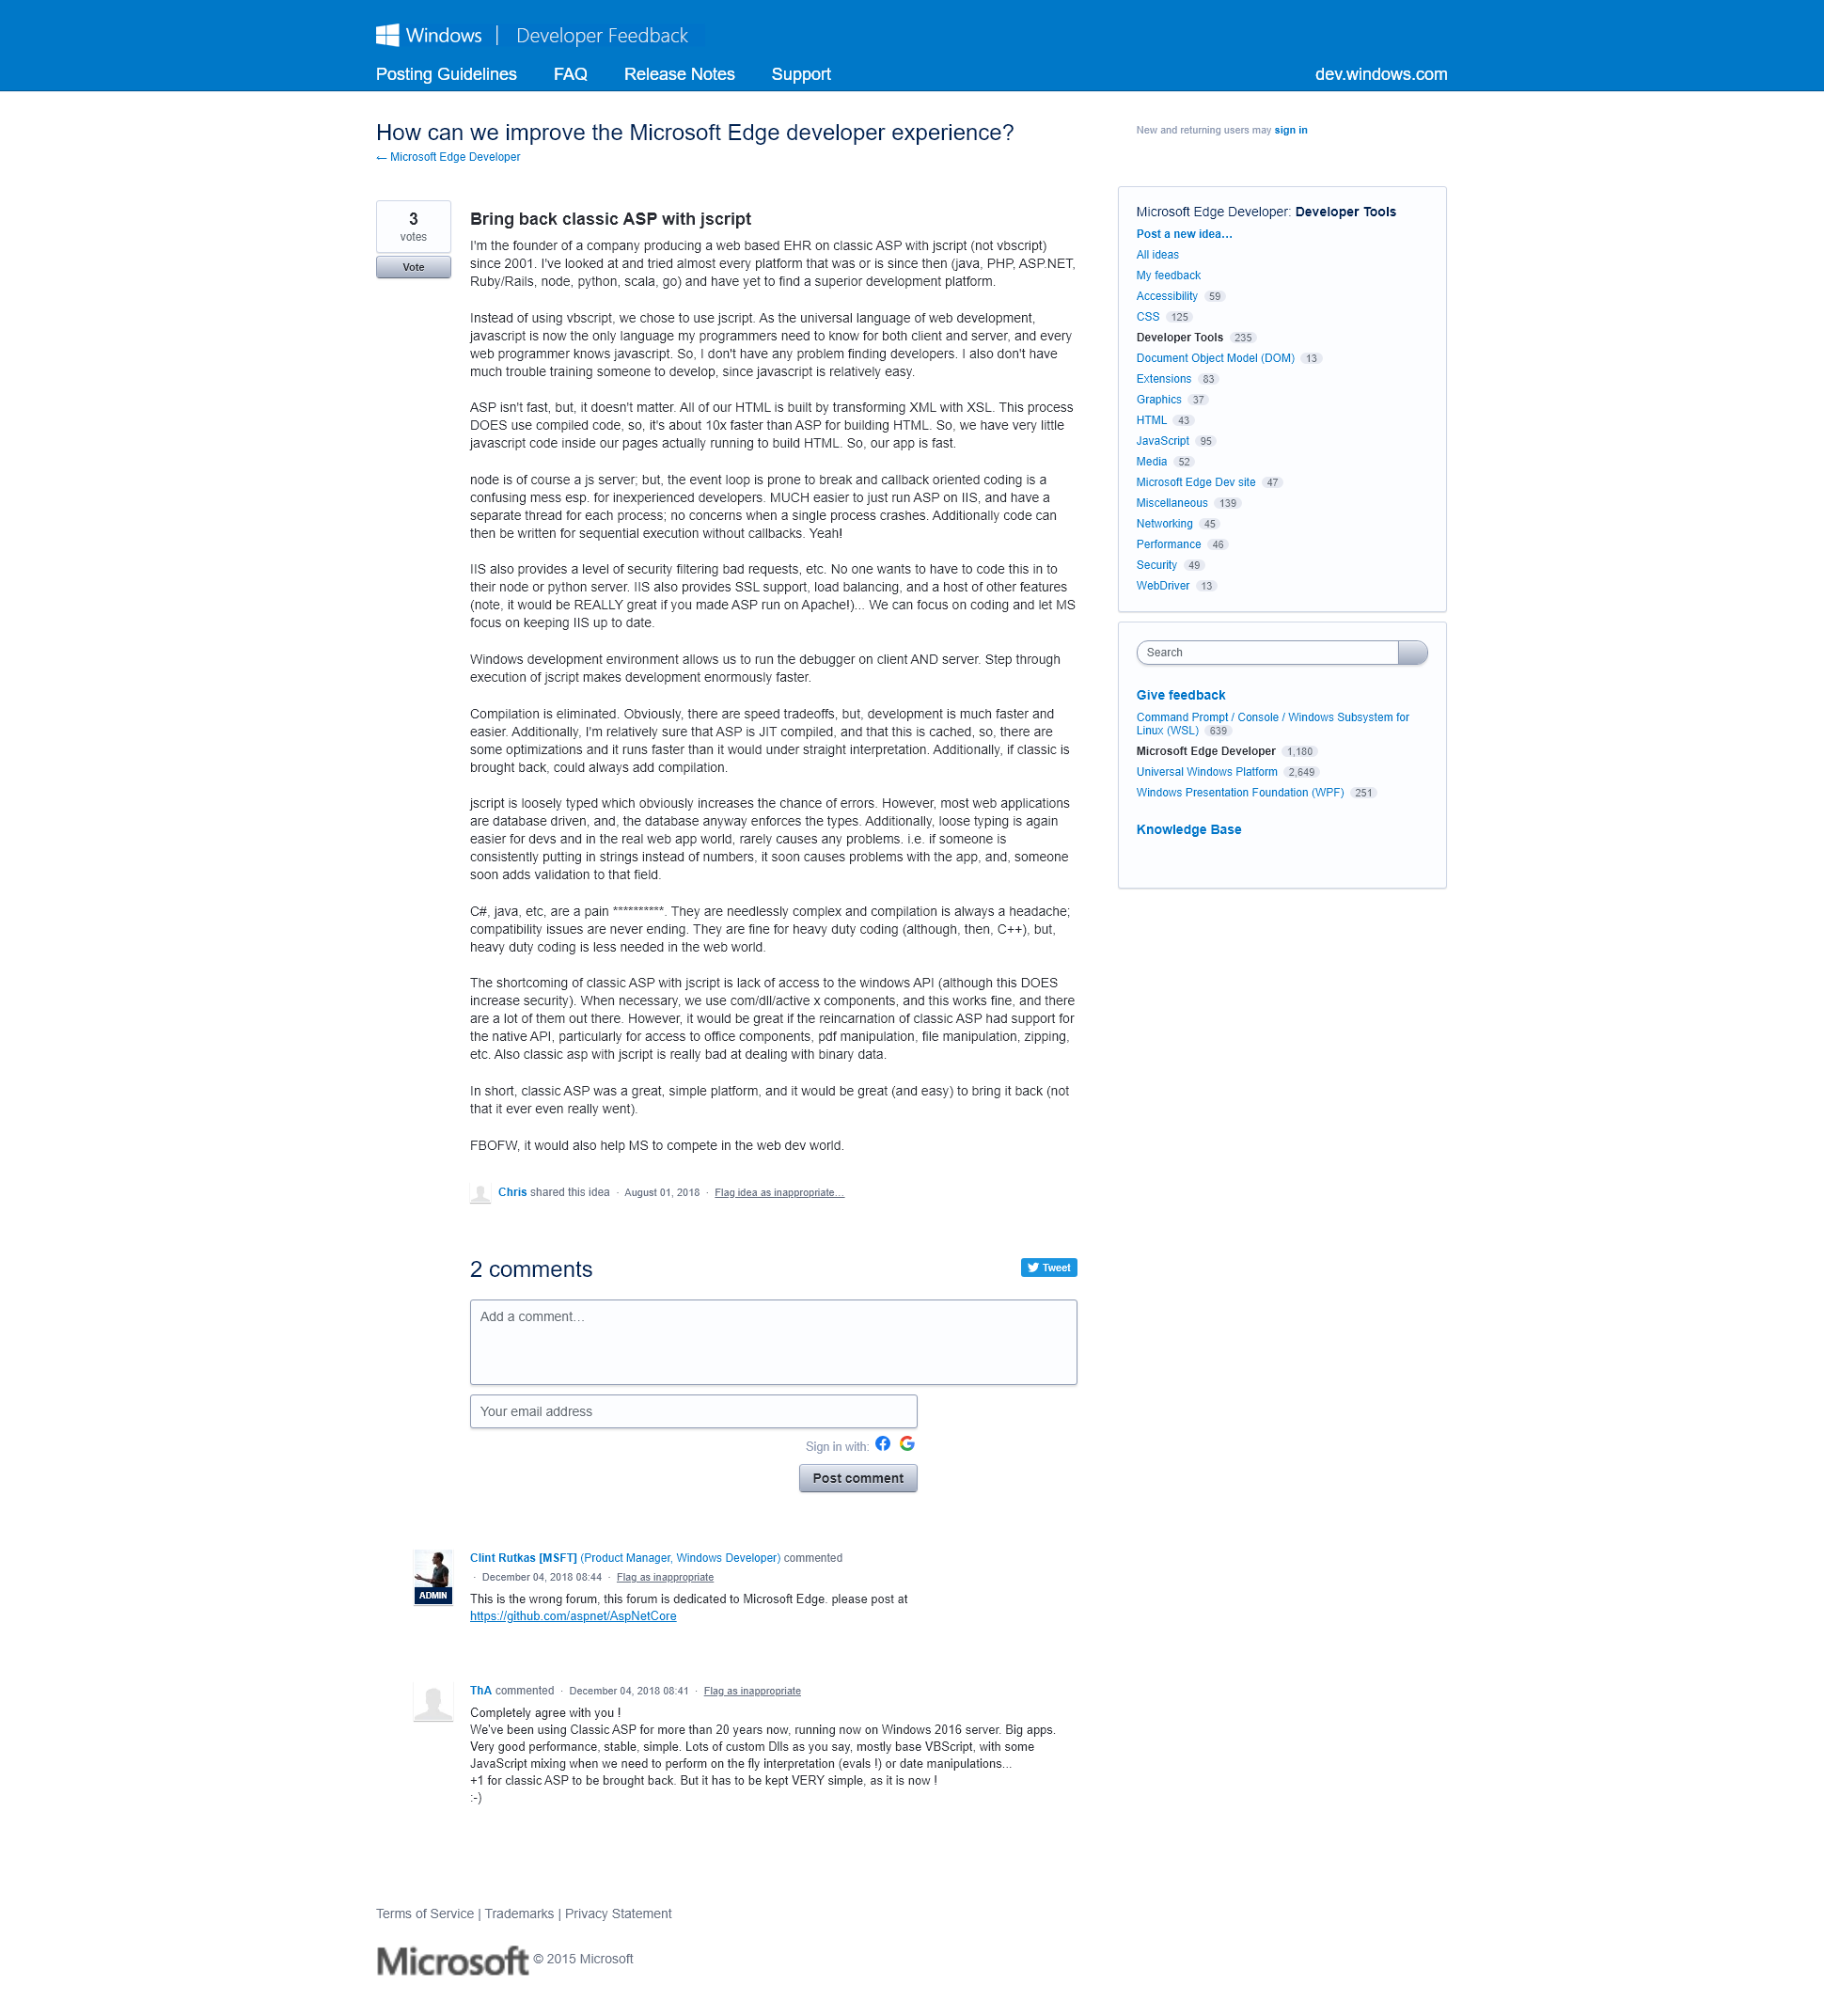 Windows | Developer Feedback
Posting Guidelines FAQ Release Notes Support dev.windows.com
How can we improve the Microsoft Edge developer experience?
← Microsoft Edge Developer
New and returning users may sign in
3
votes
Vote
Bring back classic ASP with jscript
I'm the founder of a company producing a web based EHR on classic ASP with jscript (not vbscript)
since 2001. I've looked at and tried almost every platform that was or is since then (java, PHP, ASP.NET,
Ruby/Rails, node, python, scala, go) and have yet to find a superior development platform.
Instead of using vbscript, we chose to use jscript. As the universal language of web development,
javascript is now the only language my programmers need to know for both client and server, and every
web programmer knows javascript. So, I don't have any problem finding developers. I also don't have
much trouble training someone to develop, since javascript is relatively easy.
ASP isn't fast, but, it doesn't matter. All of our HTML is built by transforming XML with XSL. This process
DOES use compiled code, so, it's about 10x faster than ASP for building HTML. So, we have very little
javascript code inside our pages actually running to build HTML. So, our app is fast.
node is of course a js server; but, the event loop is prone to break and callback oriented coding is a
confusing mess esp. for inexperienced developers. MUCH easier to just run ASP on IIS, and have a
separate thread for each process; no concerns when a single process crashes. Additionally code can
then be written for sequential execution without callbacks. Yeah!
IIS also provides a level of security filtering bad requests, etc. No one wants to have to code this in to
their node or python server. IIS also provides SSL support, load balancing, and a host of other features
(note, it would be REALLY great if you made ASP run on Apache!)... We can focus on coding and let MS
focus on keeping IIS up to date.
Windows development environment allows us to run the debugger on client AND server. Step through
execution of jscript makes development enormously faster.
Compilation is eliminated. Obviously, there are speed tradeoffs, but, development is much faster and
easier. Additionally, I'm relatively sure that ASP is JIT compiled, and that this is cached, so, there are
some optimizations and it runs faster than it would under straight interpretation. Additionally, if classic is
brought back, could always add compilation.
jscript is loosely typed which obviously increases the chance of errors. However, most web applications
are database driven, and, the database anyway enforces the types. Additionally, loose typing is again
easier for devs and in the real web app world, rarely causes any problems. i.e. if someone is
consistently putting in strings instead of numbers, it soon causes problems with the app, and, someone
soon adds validation to that field.
C#, java, etc, are a pain **********. They are needlessly complex and compilation is always a headache;
compatibility issues are never ending. They are fine for heavy duty coding (although, then, C++), but,
heavy duty coding is less needed in the web world.
The shortcoming of classic ASP with jscript is lack of access to the windows API (although this DOES
increase security). When necessary, we use com/dll/active x components, and this works fine, and there
are a lot of them out there. However, it would be great if the reincarnation of classic ASP had support for
the native API, particularly for access to office components, pdf manipulation, file manipulation, zipping,
etc. Also classic asp with jscript is really bad at dealing with binary data.
In short, classic ASP was a great, simple platform, and it would be great (and easy) to bring it back (not
that it ever even really went).
FBOFW, it would also help MS to compete in the web dev world.
Chris shared this idea · August 01, 2018 · Flag idea as inappropriate…
2 comments
Tweet
Add a comment…
Your email address
Sign in with:
Post comment
Clint Rutkas [MSFT] (Product Manager, Windows Developer) commented
· December 04, 2018 08:44 · Flag as inappropriate
ADMIN
This is the wrong forum, this forum is dedicated to Microsoft Edge. please post at
https://github.com/aspnet/AspNetCore
ThA commented · December 04, 2018 08:41 · Flag as inappropriate
Completely agree with you !
We've been using Classic ASP for more than 20 years now, running now on Windows 2016 server. Big apps.
Very good performance, stable, simple. Lots of custom Dlls as you say, mostly base VBScript, with some
JavaScript mixing when we need to perform on the fly interpretation (evals !) or date manipulations...
+1 for classic ASP to be brought back. But it has to be kept VERY simple, as it is now !
:-)
Microsoft Edge Developer: Developer Tools
Post a new idea…
All ideas
My feedback
Accessibility 59
CSS 125
Developer Tools 235
Document Object Model (DOM) 13
Extensions 83
Graphics 37
HTML 43
JavaScript 95
Media 52
Microsoft Edge Dev site 47
Miscellaneous 139
Networking 45
Performance 46
Security 49
WebDriver 13
Search
Give feedback
Command Prompt / Console / Windows Subsystem for
Linux (WSL) 639
Microsoft Edge Developer 1,180
Universal Windows Platform 2,649
Windows Presentation Foundation (WPF) 251
Knowledge Base
Terms of Service | Trademarks | Privacy Statement
Microsoft © 2015 Microsoft